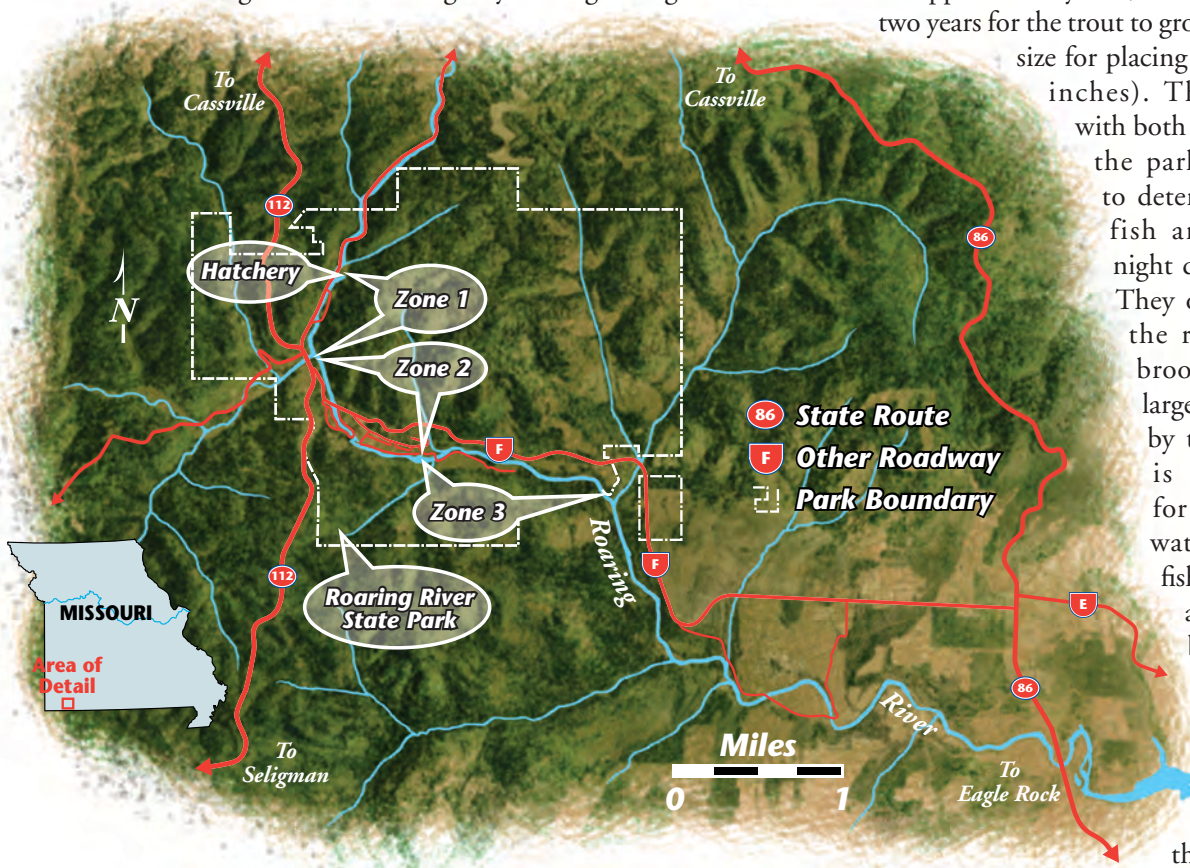 two years for the trout to gro
size for placing
inches). Th
with both
the park
to deter
fish ar
night c
They c
the r
broo
large
by t
is
for
wat
fish
a
th
To
Cassville
To
Cassville
112
86
Hatchery
Zone 1
N
Zone 2
86 State Route
F Other Roadway
Park Boundary
F
Zone 3
Roaring
F
112
Roaring River
State Park
MISSOURI
Area of
Detail
E
86
River
To
Seligman
Miles
0 1
To
Eagle Rock